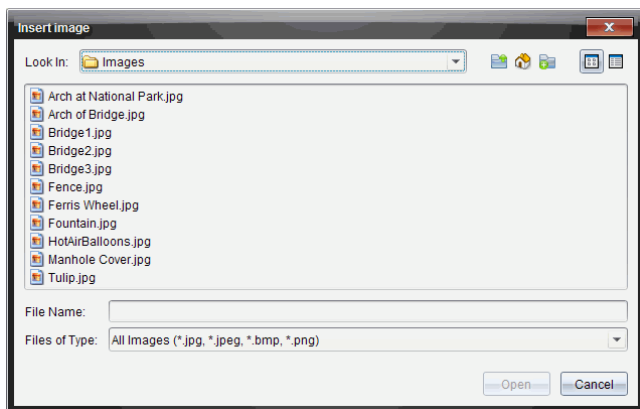 Insert image
Look In: Images
Arch at National Park.jpg
Arch of Bridge.jpg
Bridge1.jpg
Bridge2.jpg
Bridge3.jpg
Fence.jpg
Ferris Wheel.jpg
Fountain.jpg
HotAirBalloons.jpg
Manhole Cover.jpg
Tulip.jpg
File Name:
Files of Type: All Images (*.jpg, *.jpeg, *.bmp, *.png)
Open Cancel